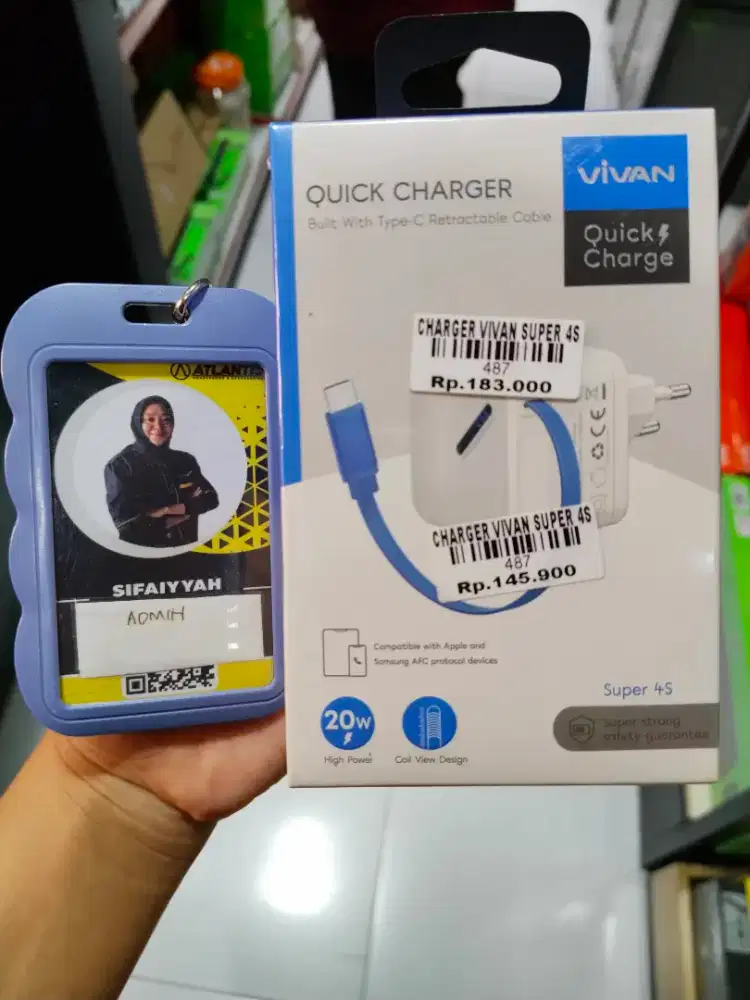 ViVAN
Quick
Charge
QUICK CHARGER
Built With Type-C Retractable Cable
CHARGER VIVAN SUPER 4S
487
Rp.183.000
CE
CHARGER VIVAN SUPER 4S
487
Rp.145.900
Compatible with Apple and
Samsung AFC protocol devices
Super 4S
20W
High Power
Coil View Design
Super strong
safety guarantee
SIFAIYYAH
ADMIH